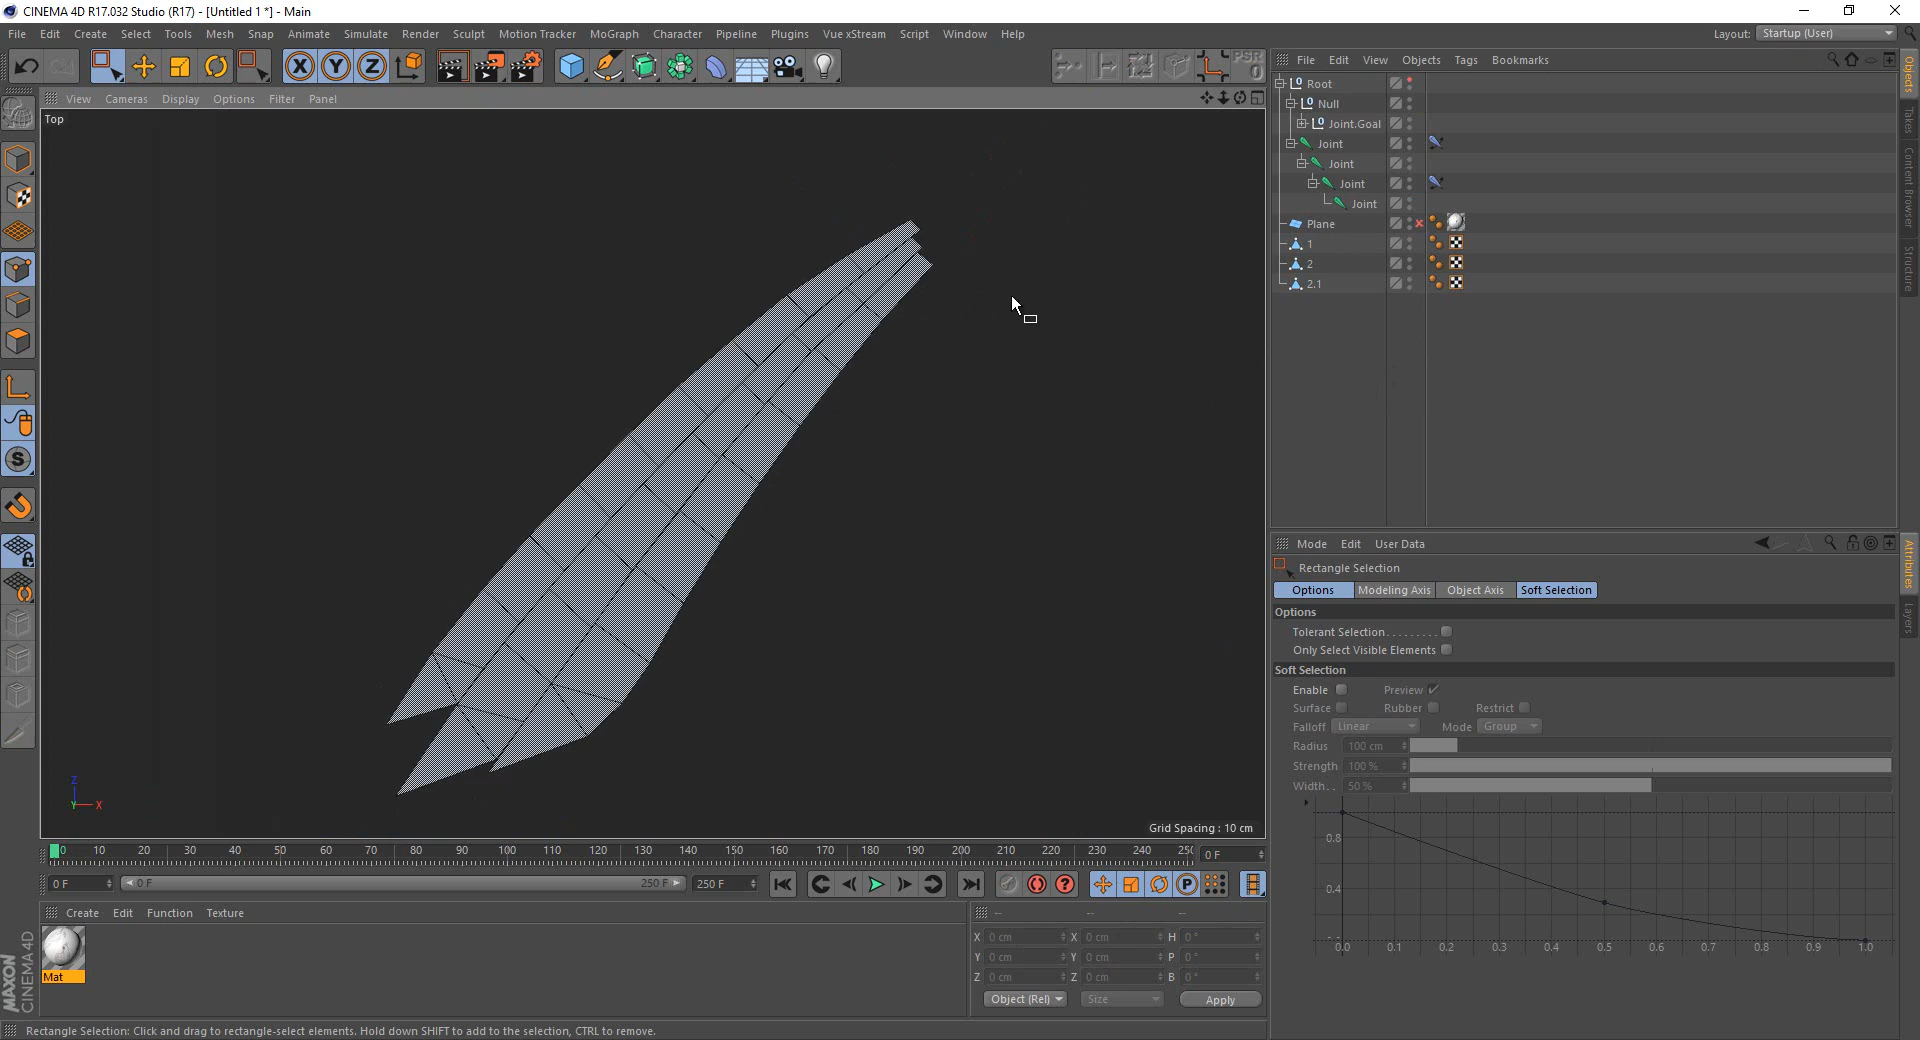 CINEMA 4D R17.032 Studio (R17) - [Untitled 1 *] - Main
File Edit Create Select Tools Mesh Snap Animate Simulate Render Sculpt Motion Tracker MoGraph Character Pipeline Plugins Vue xStream Script Window Help Layout: Startup (User)
X Y Z PSR 0
File Edit View Objects Tags Bookmarks
View Cameras Display Options Filter Panel
Top
Root
Null
Joint.Goal
Joint
Joint
Joint
Joint
Plane
1
2
2.1
Objects
Takes
Content Browser
Structure
Z
Y X
Grid Spacing : 10 cm
Mode Edit User Data
Rectangle Selection
Options Modeling Axis Object Axis Soft Selection
Options
Tolerant Selection.........
Only Select Visible Elements
Soft Selection
Enable Preview
Surface Rubber Restrict
Falloff Linear Mode Group
Radius 100 cm
Strength 100 %
Width.. 50 %
0.8
0.4
0.0 0.1 0.2 0.3 0.4 0.5 0.6 0.7 0.8 0.9 1.0
Attributes
Layers
0 10 20 30 40 50 60 70 80 90 100 110 120 130 140 150 160 170 180 190 200 210 220 230 240 250 0 F
0 F 0 F 250 F 250 F P
Create Edit Function Texture
Mat
-- -- --
X 0 cm X 0 cm H 0 °
Y 0 cm Y 0 cm P 0 °
Z 0 cm Z 0 cm B 0 °
Object (Rel) Size Apply
MAXON
CINEMA 4D
Rectangle Selection: Click and drag to rectangle-select elements. Hold down SHIFT to add to the selection, CTRL to remove.